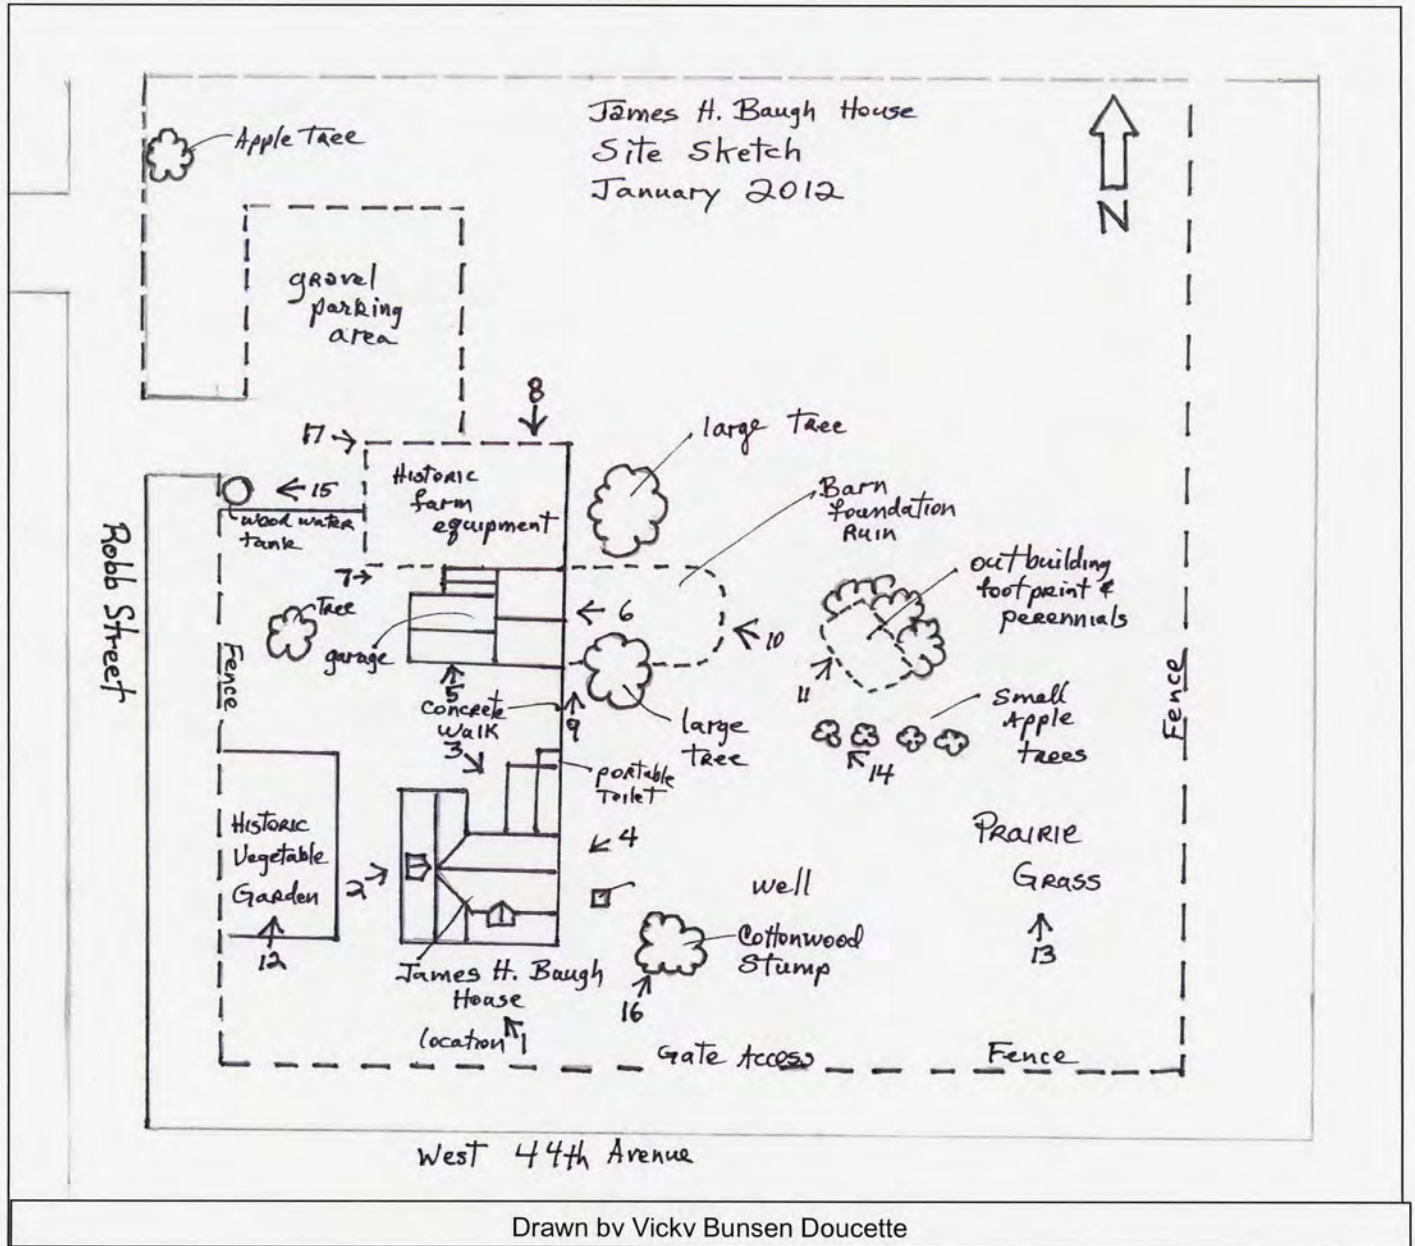 James H. Baugh House
Site Sketch
January 2012
N
Apple Tree
gravel
parking
area
8
17
large Tree
Historic
farm
equipment
15
wood water
tank
Barn
foundation
Ruin
outbuilding
footprint &
perennials
7
Tree
6
10
garage
Robb Street
Fence
5
11
Concrete
Walk
9
3
large
tree
small
Apple
trees
Fence
14
portable
Toilet
Historic
Vegetable
Garden
2
4
Prairie
Grass
well
12
Cottonwood
Stump
13
James H. Baugh
House
16
location 1
Gate Access
Fence
West 44th Avenue
Drawn by Vicky Bunsen Doucette